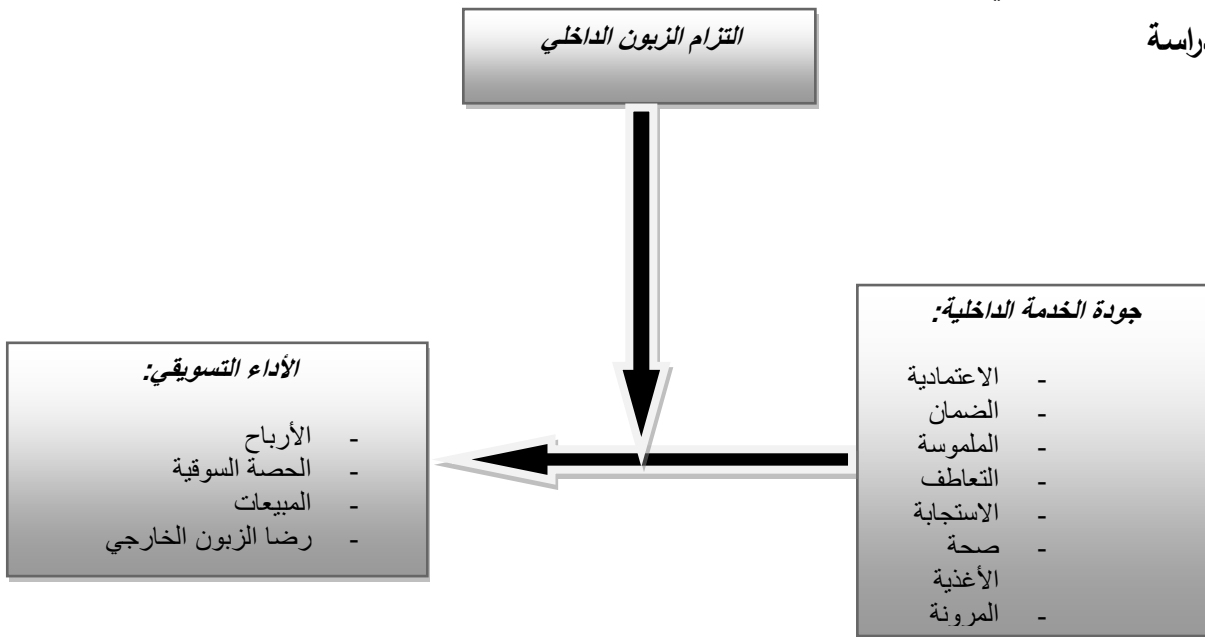 التزام الزبون الداخلي
جودة الخدمة الداخلية:
- الاعتمادية
- الضمان
- الملموسة
- التعاطف
- الاستجابة
- صحة
الأغذية
- المرونة
الأداء التسويقي:
- الأرباح
- الحصة السوقية
- المبيعات
- رضا الزبون الخارجي